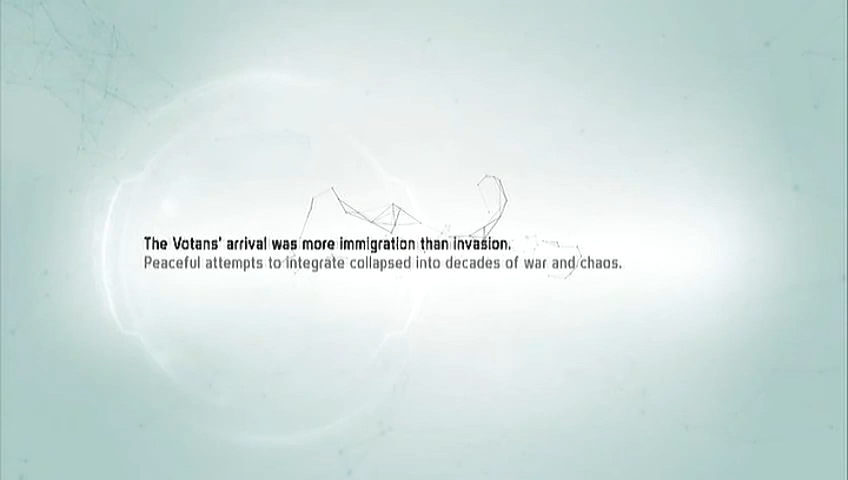 The Votans' arrival was more immigration than invasion.
Peaceful attempts to integrate collapsed into decades of war and chaos.